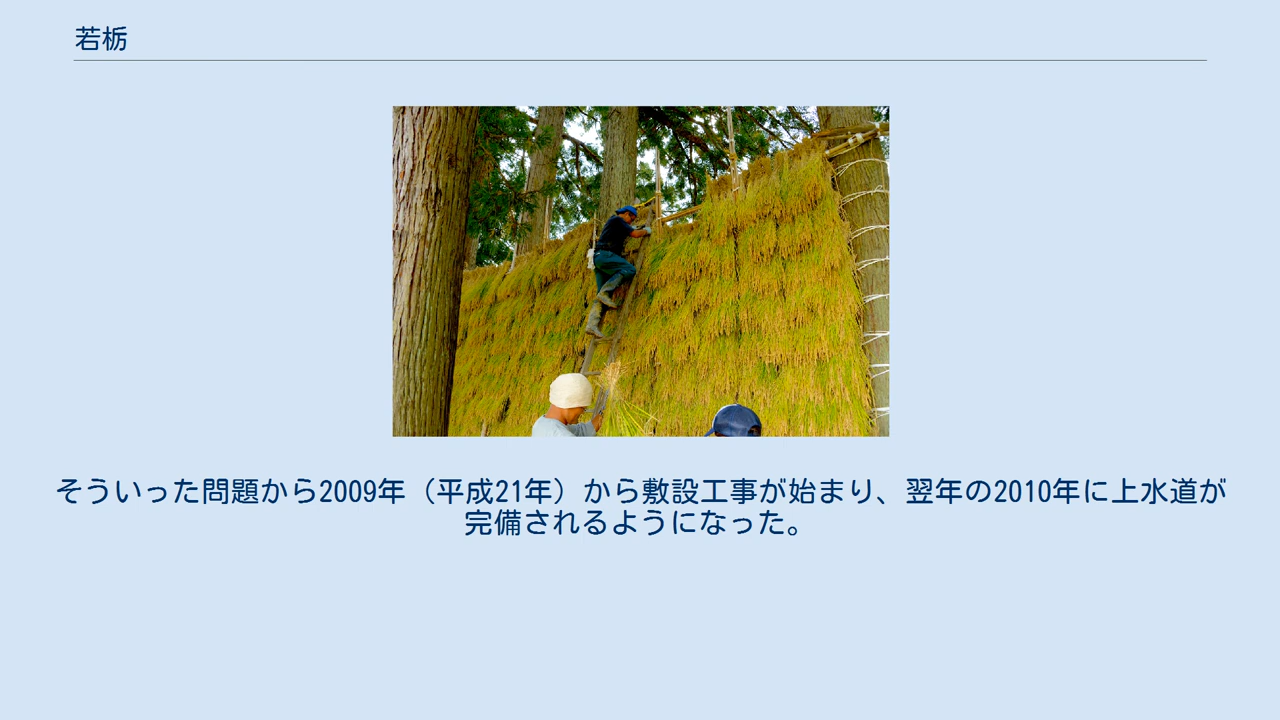 若栃
そういった問題から2009年（平成21年）から敷設工事が始まり、翌年の2010年に上水道が
完備されるようになった。